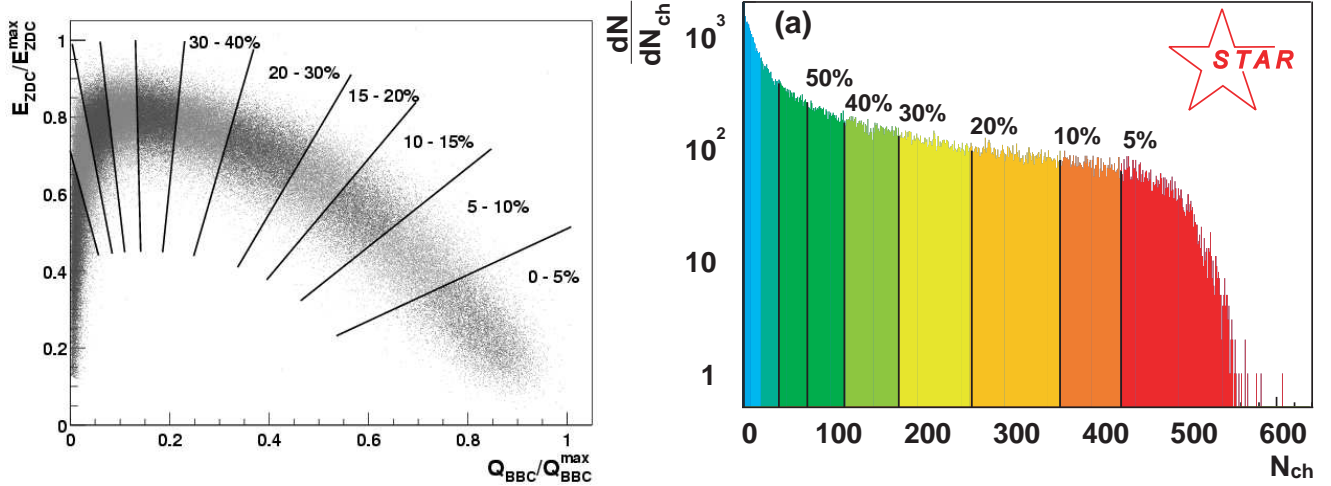 E_ZDC/E_ZDC^max
1
0.8
0.6
0.4
0.2
0
30 - 40%
20 - 30%
15 - 20%
10 - 15%
5 - 10%
0 - 5%
0 0.2 0.4 0.6 0.8 1
Q_BBC/Q_BBC^max
dN
dN_ch
10^3
10^2
10
1
(a)
STAR
50%
40%
30%
20%
10%
5%
0 100 200 300 400 500 600
N_ch